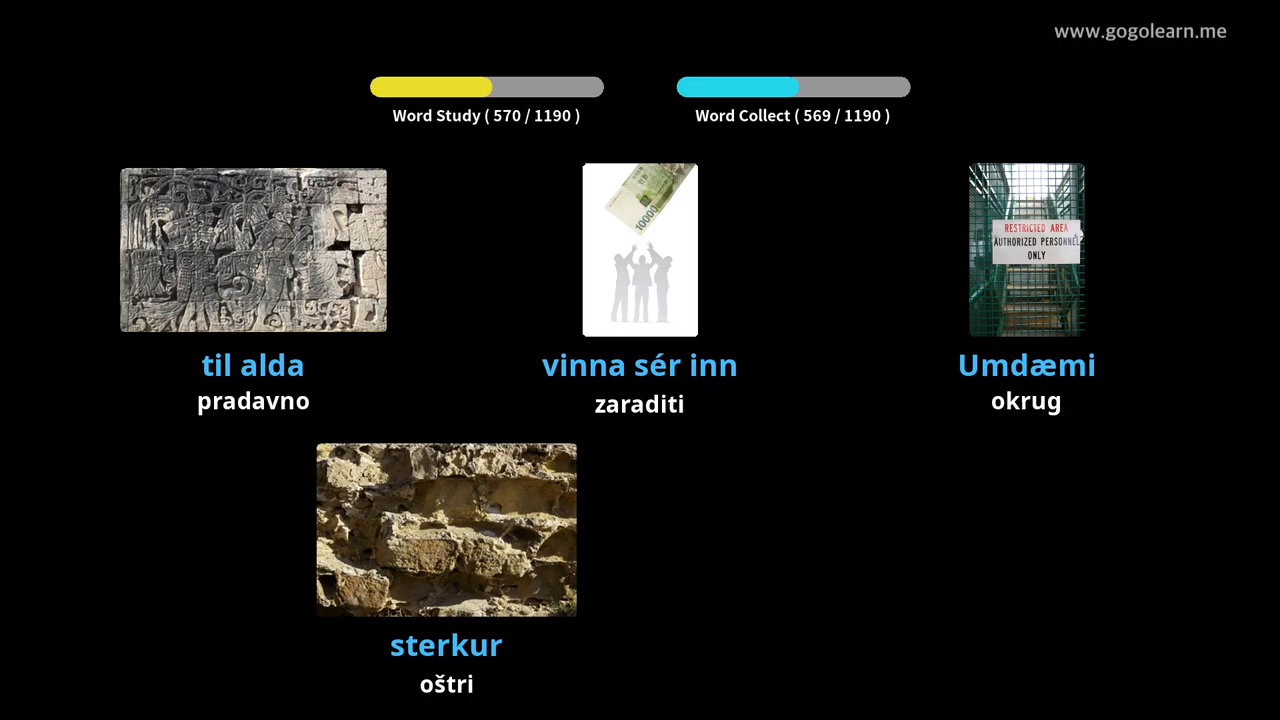 www.gogolearn.me
Word Study ( 570 / 1190 )
Word Collect ( 569 / 1190 )
10000
RESTRICTED AREA
AUTHORIZED PERSONNEL
ONLY
til alda
pradavno
vinna sér inn
zaraditi
Umdæmi
okrug
sterkur
oštri